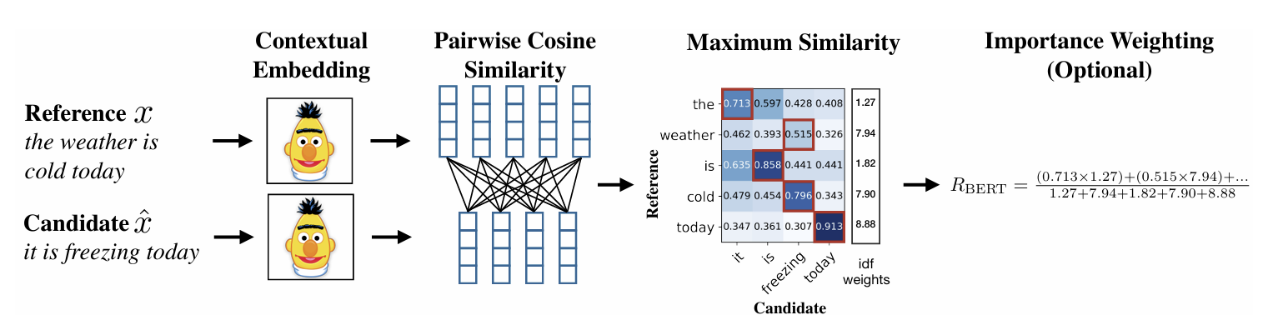 Contextual
Embedding
Pairwise Cosine
Similarity
Maximum Similarity
Importance Weighting
(Optional)
Reference x
the weather is
cold today
Candidate x̂
it is freezing today
Reference
the 0.713 0.597 0.428 0.408 1.27
weather 0.462 0.393 0.515 0.326 7.94
is 0.635 0.858 0.441 0.441 1.82
cold 0.479 0.454 0.796 0.343 7.90
today 0.347 0.361 0.307 0.913 8.88
it is freezing today
Candidate
idf
weights
R_BERT = (0.713×1.27)+(0.515×7.94)+...
1.27+7.94+1.82+7.90+8.88